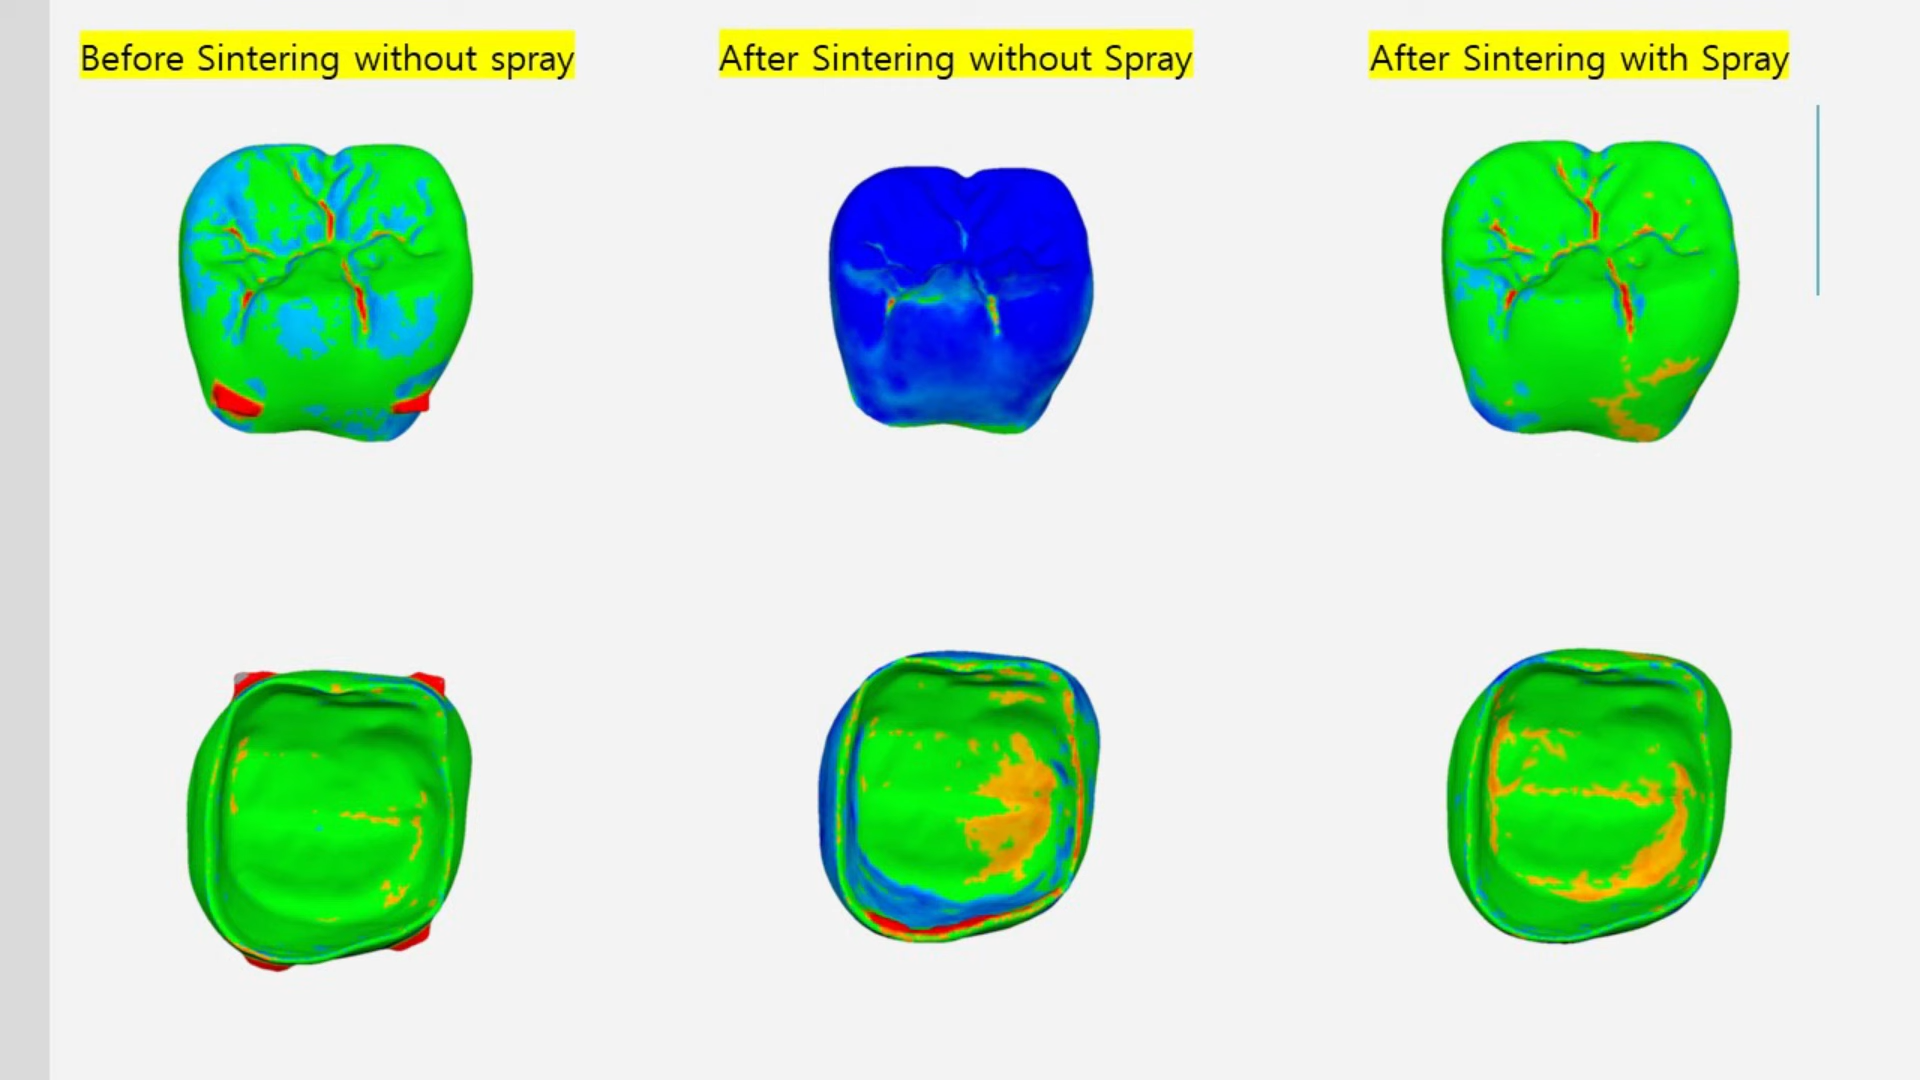 Before Sintering without spray
After Sintering without Spray
After Sintering with Spray